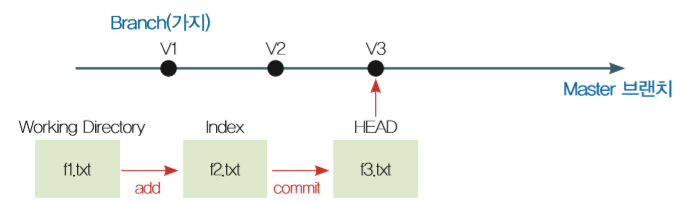 Branch(가지)
V1 V2 V3
Master 브랜치
Working Directory Index HEAD
f1.txt f2.txt f3.txt
add commit